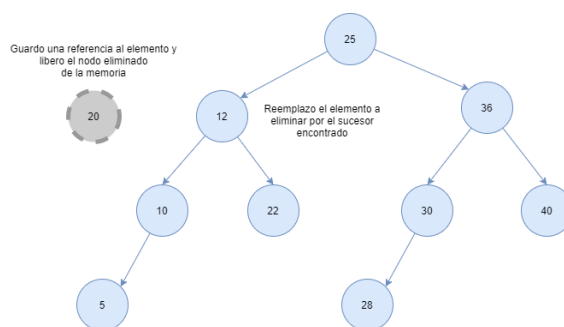 25
Guardo una referencia al elemento y
libero el nodo eliminado
de la memoria
20
12
Reemplazo el elemento a
eliminar por el sucesor
encontrado
36
10
22
30
40
5
28